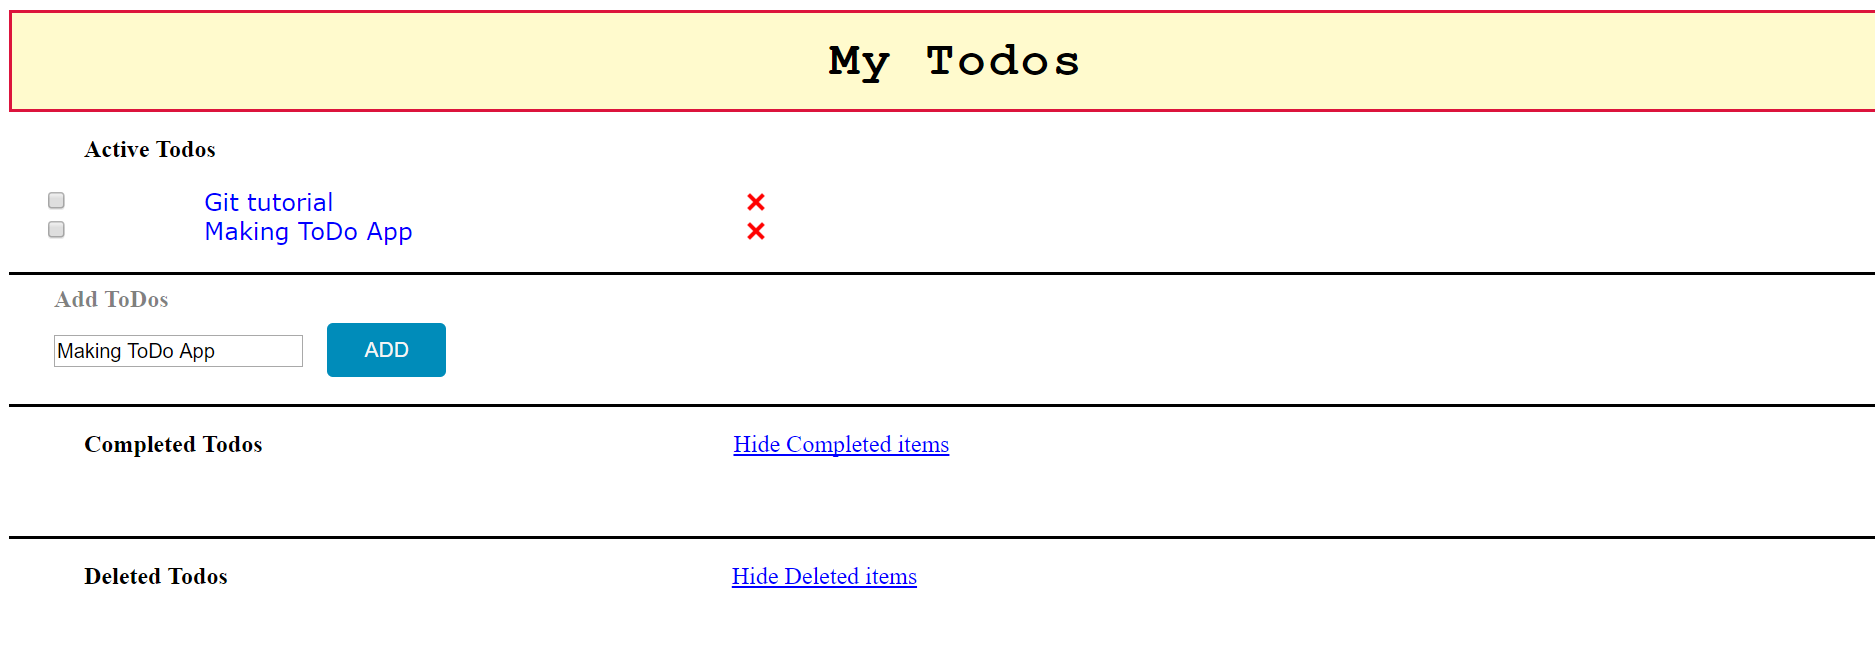 My Todos
Active Todos
Git tutorial
Making ToDo App
Add ToDos
Making ToDo App ADD
Completed Todos Hide Completed items
Deleted Todos Hide Deleted items